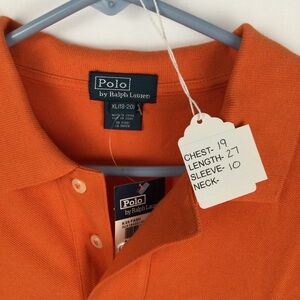 Polo
by Ralph Lauren
XL(18-20)
CHEST- 19
LENGTH- 27
SLEEVE- 10
NECK-
Polo
by Ralph Lauren